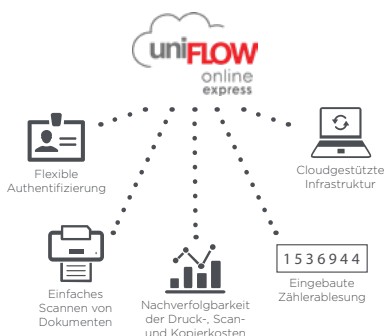 uniFLOW
online
express
Flexible
Authentifizierung
Cloudgestützte
Infrastruktur
Einfaches
Scannen von
Dokumenten
Nachverfolgbarkeit
der Druck-, Scan-
und Kopierkosten
1536944
Eingebaute
Zählerablesung